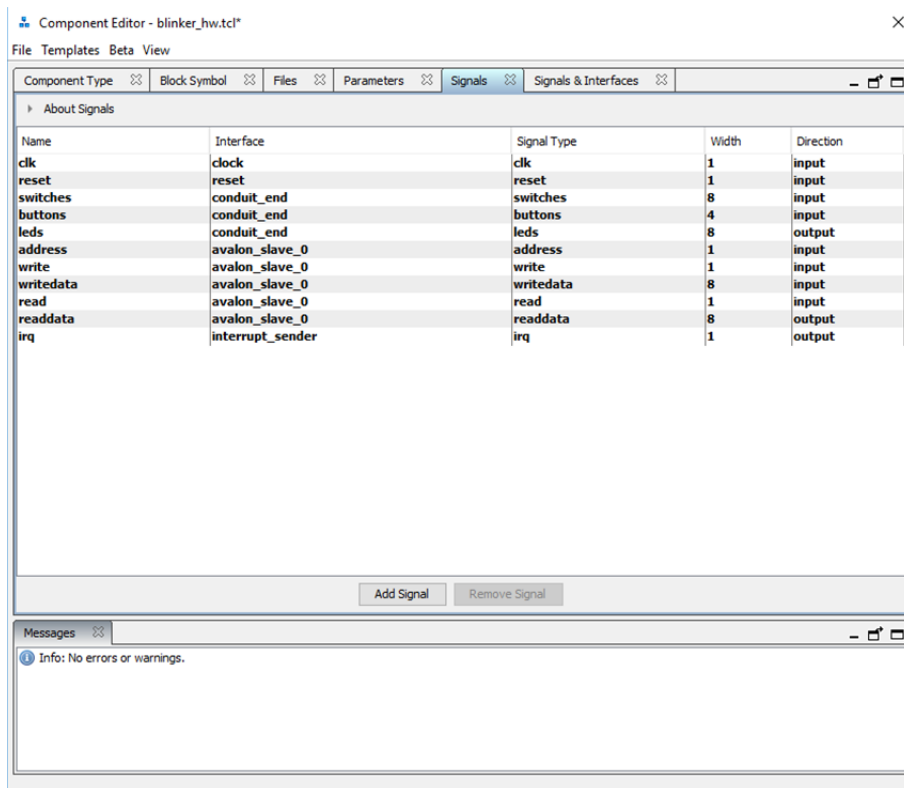 Component Editor - blinker_hw.tcl*
File Templates Beta View
Component Type Block Symbol Files Parameters Signals Signals & Interfaces
About Signals
Name Interface Signal Type Width Direction
clk clock clk 1 input
reset reset reset 1 input
switches conduit_end switches 8 input
buttons conduit_end buttons 4 input
leds conduit_end leds 8 output
address avalon_slave_0 address 1 input
write avalon_slave_0 write 1 input
writedata avalon_slave_0 writedata 8 input
read avalon_slave_0 read 1 input
readdata avalon_slave_0 readdata 8 output
irq interrupt_sender irq 1 output
Add Signal Remove Signal
Messages
Info: No errors or warnings.